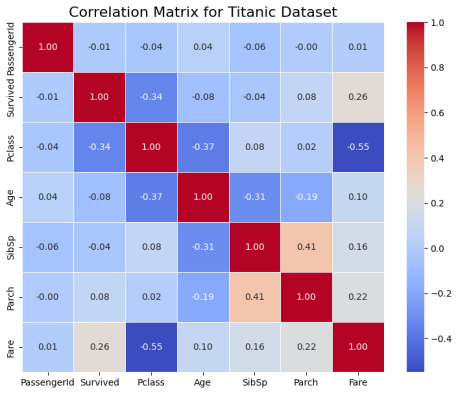 Correlation Matrix for Titanic Dataset
PassengerId 1.00 -0.01 -0.04 0.04 -0.06 -0.00 0.01
Survived -0.01 1.00 -0.34 -0.08 -0.04 0.08 0.26
Pclass -0.04 -0.34 1.00 -0.37 0.08 0.02 -0.55
Age 0.04 -0.08 -0.37 1.00 -0.31 -0.19 0.10
SibSp -0.06 -0.04 0.08 -0.31 1.00 0.41 0.16
Parch -0.00 0.08 0.02 -0.19 0.41 1.00 0.22
Fare 0.01 0.26 -0.55 0.10 0.16 0.22 1.00
PassengerId Survived Pclass Age SibSp Parch Fare
1.0
0.8
0.6
0.4
0.2
0.0
-0.2
-0.4